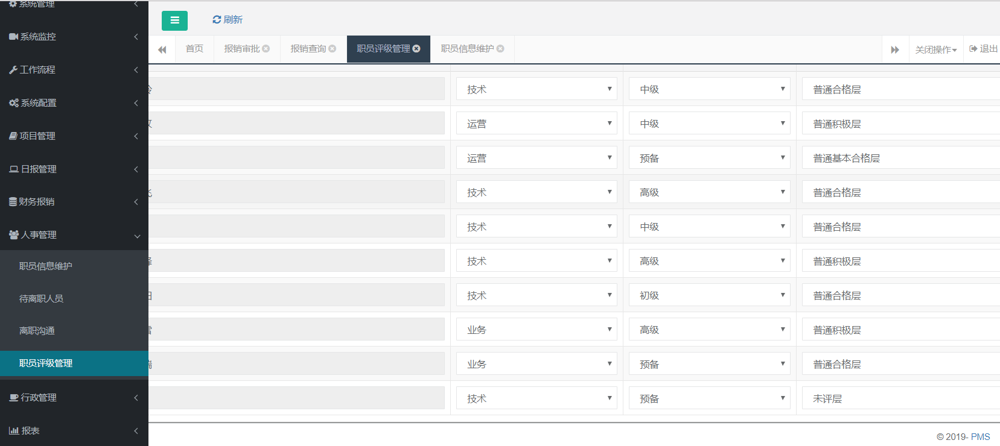 系统管理
系统监控
工作流程
系统配置
项目管理
日报管理
财务报销
人事管理
职员信息维护
待离职人员
离职沟通
职员评级管理
行政管理
报表
刷新
首页 报销审批 报销查询 职员评级管理 职员信息维护 关闭操作 退出
技术 中级 普通合格层
运营 中级 普通积极层
运营 预备 普通基本合格层
技术 高级 普通合格层
技术 中级 普通合格层
技术 高级 普通积极层
技术 初级 普通合格层
业务 高级 普通积极层
业务 预备 普通合格层
技术 预备 未评层
© 2019- PMS